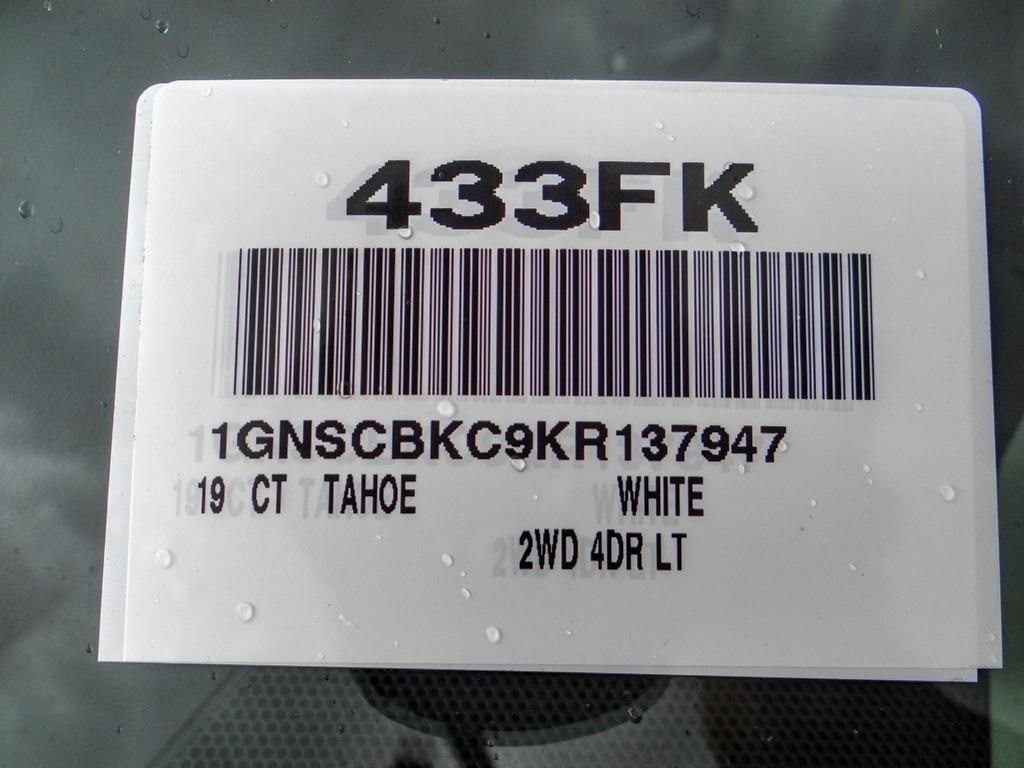 433FK
1GNSCBKC9KR137947
19 CT TAHOE WHITE
2WD 4DR LT